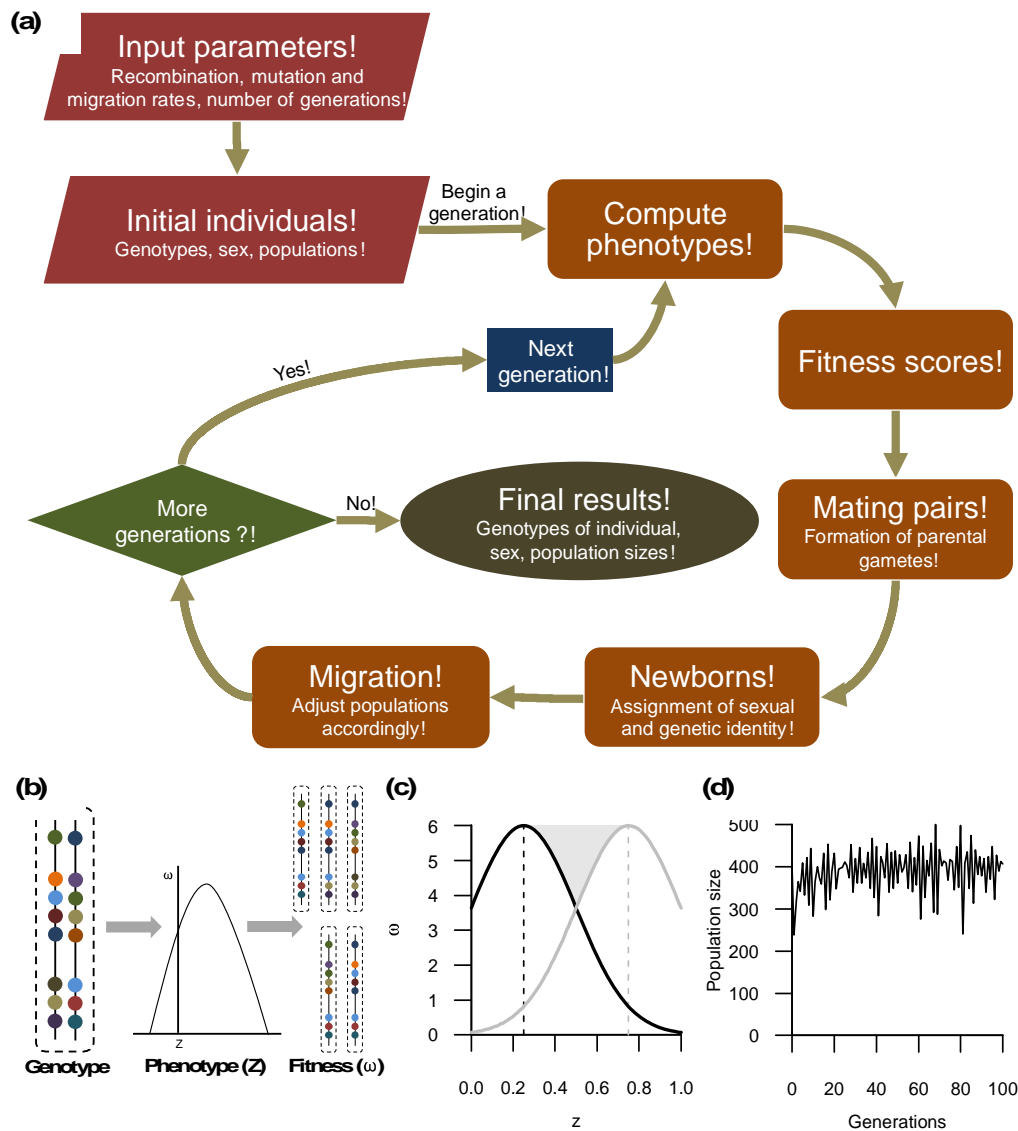 (a)
Input parameters!
Recombination, mutation and
migration rates, number of generations!
Initial individuals!
Genotypes, sex, populations!
Begin a
generation!
Compute
phenotypes!
Fitness scores!
Mating pairs!
Formation of parental
gametes!
Newborns!
Assignment of sexual
and genetic identity!
Migration!
Adjust populations
accordingly!
More
generations ?!
Yes!
Next
generation!
No!
Final results!
Genotypes of individual,
sex, population sizes!
(b)
Genotype
ω
Z
Phenotype (Z)
Fitness (ω)
(c)
6
5
4
3
2
1
0
ω
0.0 0.2 0.4 0.6 0.8 1.0
z
(d)
500
400
300
200
100
0
Population size
0 20 40 60 80 100
Generations